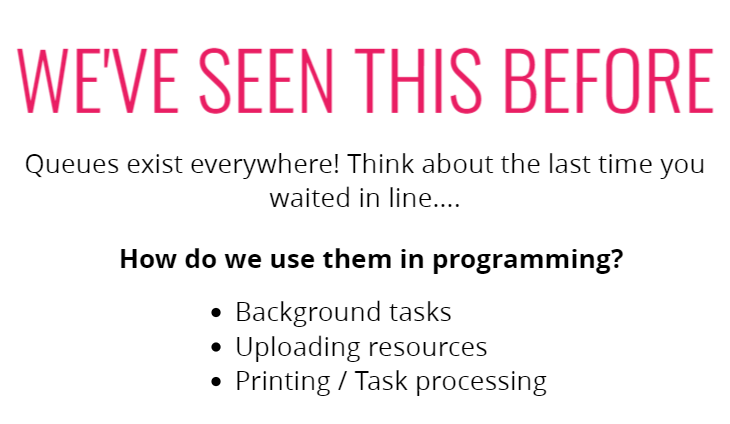 WE'VE SEEN THIS BEFORE
Queues exist everywhere! Think about the last time you
waited in line....
How do we use them in programming?
• Background tasks
• Uploading resources
• Printing / Task processing